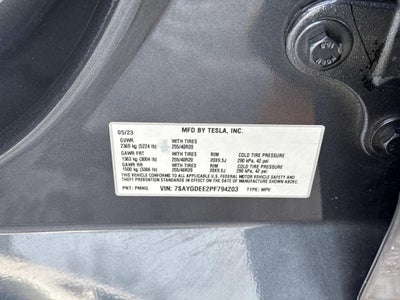 MFD BY TESLA, INC.
05/23
GVWR WITH TIRES
2369 kg (5224 lb) 255/40R20
GAWR FRT WITH TIRES RIM COLD TIRE PRESSURE
1363 kg (3004 lb) 255/40R20 20X9.5J 290 kPa, 42 psi
GAWR RR WITH TIRES RIM COLD TIRE PRESSURE
1500 kg (3306 lb) 255/40R20 20X9.5J 290 kPa, 42 psi
THIS VEHICLE CONFORMS TO ALL APPLICABLE U.S.
FEDERAL MOTOR VEHICLE SAFETY AND THEFT PREVENTION STANDARDS
IN EFFECT ON THE DATE OF MANUFACTURE SHOWN ABOVE.
PNT: PMNG VIN: 7SAYGDEE2PF794203 TYPE: MPV